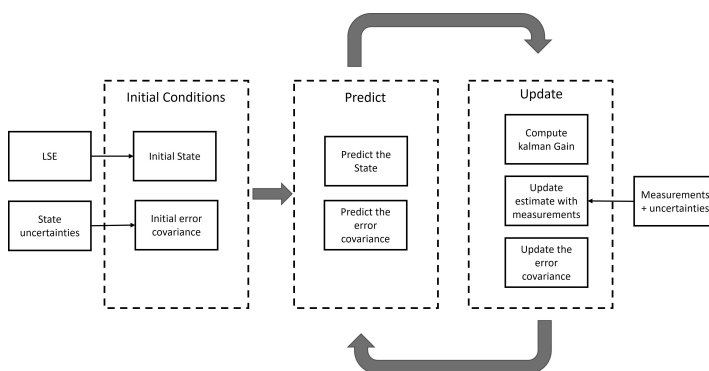 Initial Conditions
Predict
Update
LSE
Initial State
State
uncertainties
Initial error
covariance
Predict the
State
Predict the
error
covariance
Compute
kalman Gain
Update
estimate with
measurements
Update the
error
covariance
Measurements
+ uncertainties